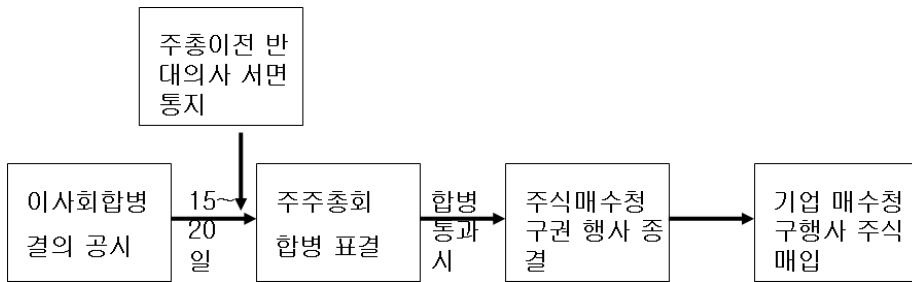 주총이전 반
대의사 서면
통지
이사회합병
결의 공시
15~
20
일
주주총회
합병 표결
합병
통과
시
주식매수청
구권 행사 종
결
기업 매수청
구행사 주식
매입